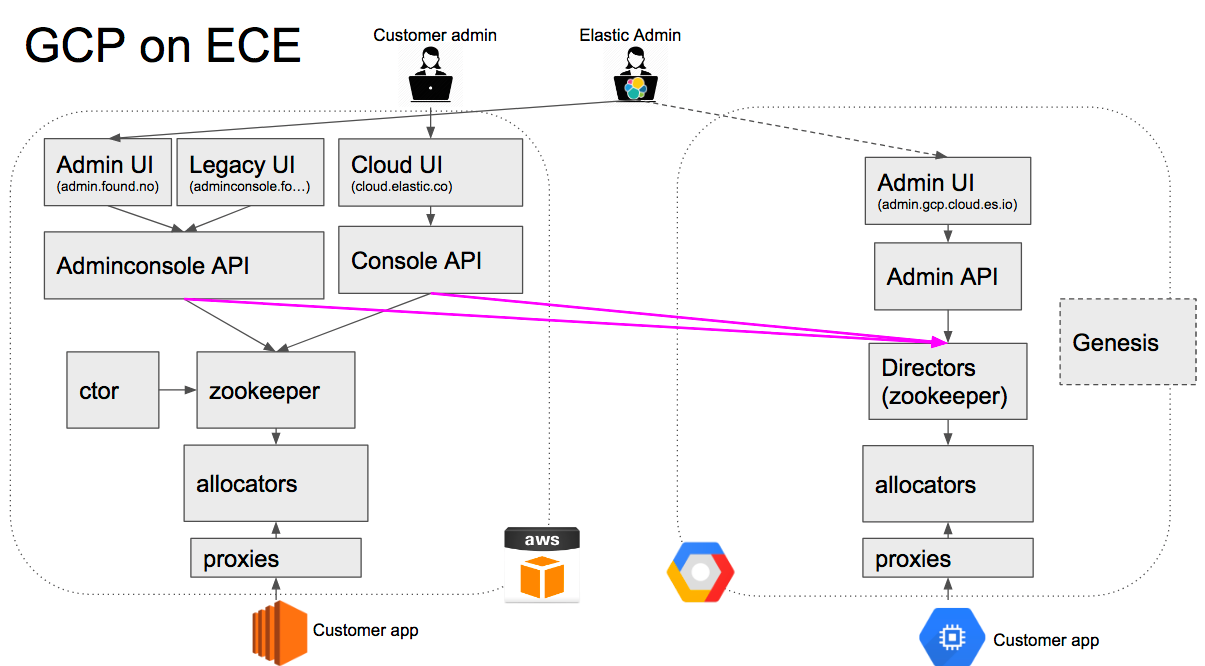 GCP on ECE
Customer admin
Elastic Admin
Admin UI
(admin.found.no)
Legacy UI
(adminconsole.fo…)
Cloud UI
(cloud.elastic.co)
Adminconsole API
Console API
ctor
zookeeper
allocators
proxies
aws
Customer app
Admin UI
(admin.gcp.cloud.es.io)
Admin API
Directors
(zookeeper)
Genesis
allocators
proxies
Customer app